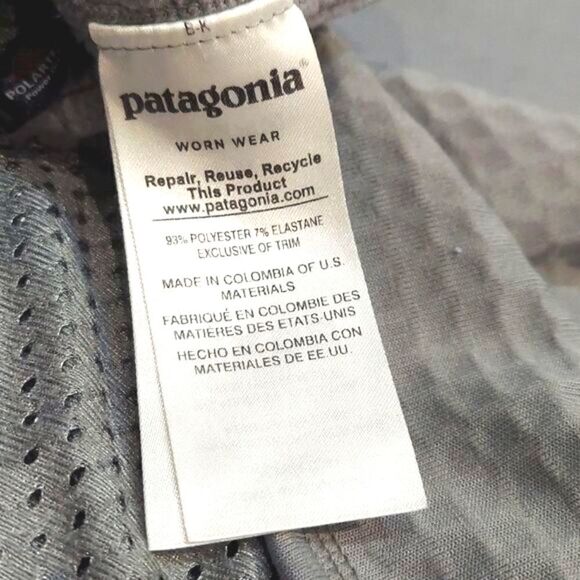 B-K
patagonia®
WORN WEAR
Repair, Reuse, Recycle
This Product
www.patagonia.com
93% POLYESTER 7% ELASTANE
EXCLUSIVE OF TRIM
MADE IN COLOMBIA OF U.S.
MATERIALS
FABRIQUÉ EN COLOMBIE DES
MATIÈRES DES ETATS-UNIS
HECHO EN COLOMBIA CON
MATERIALES DE EE.UU.